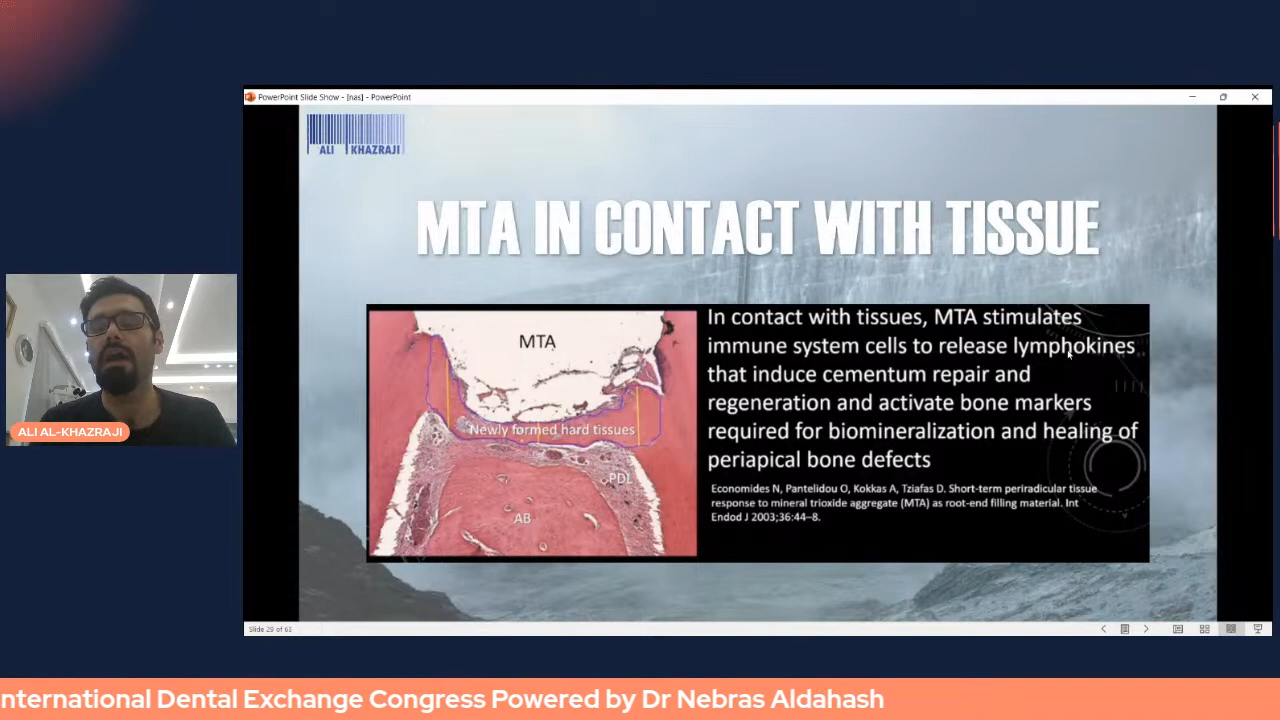 PowerPoint Slide Show - [nas] - PowerPoint
ALI KHAZRAJI
MTA IN CONTACT WITH TISSUE
MTA
Newly formed hard tissues
PDL
AB
In contact with tissues, MTA stimulates
immune system cells to release lymphokines
that induce cementum repair and
regeneration and activate bone markers
required for biomineralization and healing of
periapical bone defects
Economides N, Pantelidou O, Kokkas A, Tziafas D. Short-term periradicular tissue
response to mineral trioxide aggregate (MTA) as root-end filling material. Int
Endod J 2003;36:44–8.
ALI AL-KHAZRAJI
Slide 29 of 63
nternational Dental Exchange Congress Powered by Dr Nebras Aldahash